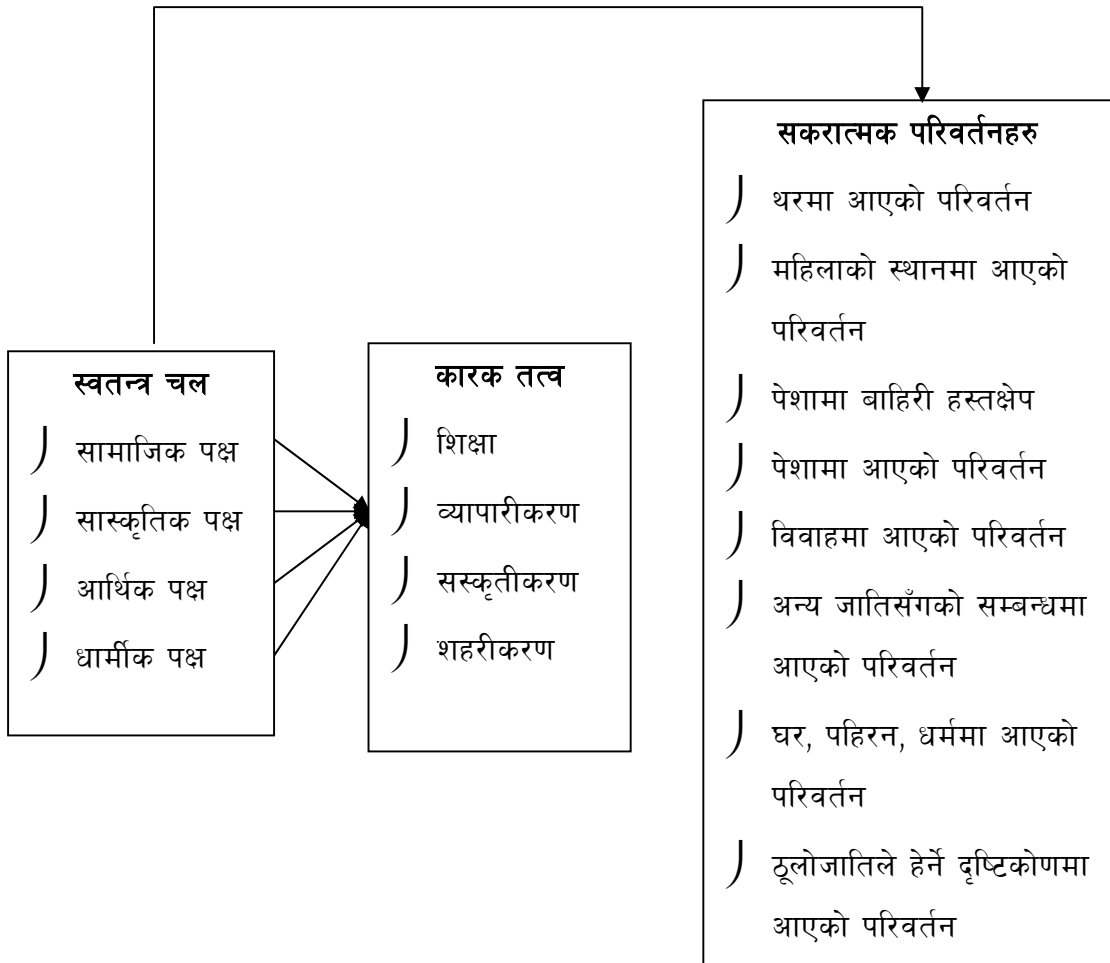 स्वतन्त्र चल
सामाजिक पक्ष
सास्कृतिक पक्ष
आर्थिक पक्ष
धार्मीक पक्ष
कारक तत्व
शिक्षा
व्यापारीकरण
सस्कृतीकरण
शहरीकरण
सकरात्मक परिवर्तनहरु
थरमा आएको परिवर्तन
महिलाको स्थानमा आएको
परिवर्तन
पेशामा बाहिरी हस्तक्षेप
पेशामा आएको परिवर्तन
विवाहमा आएको परिवर्तन
अन्य जातिसँगको सम्बन्धमा
आएको परिवर्तन
घर, पहिरन, धर्ममा आएको
परिवर्तन
ठूलोजातिले हेर्ने दृष्टिकोणमा
आएको परिवर्तन